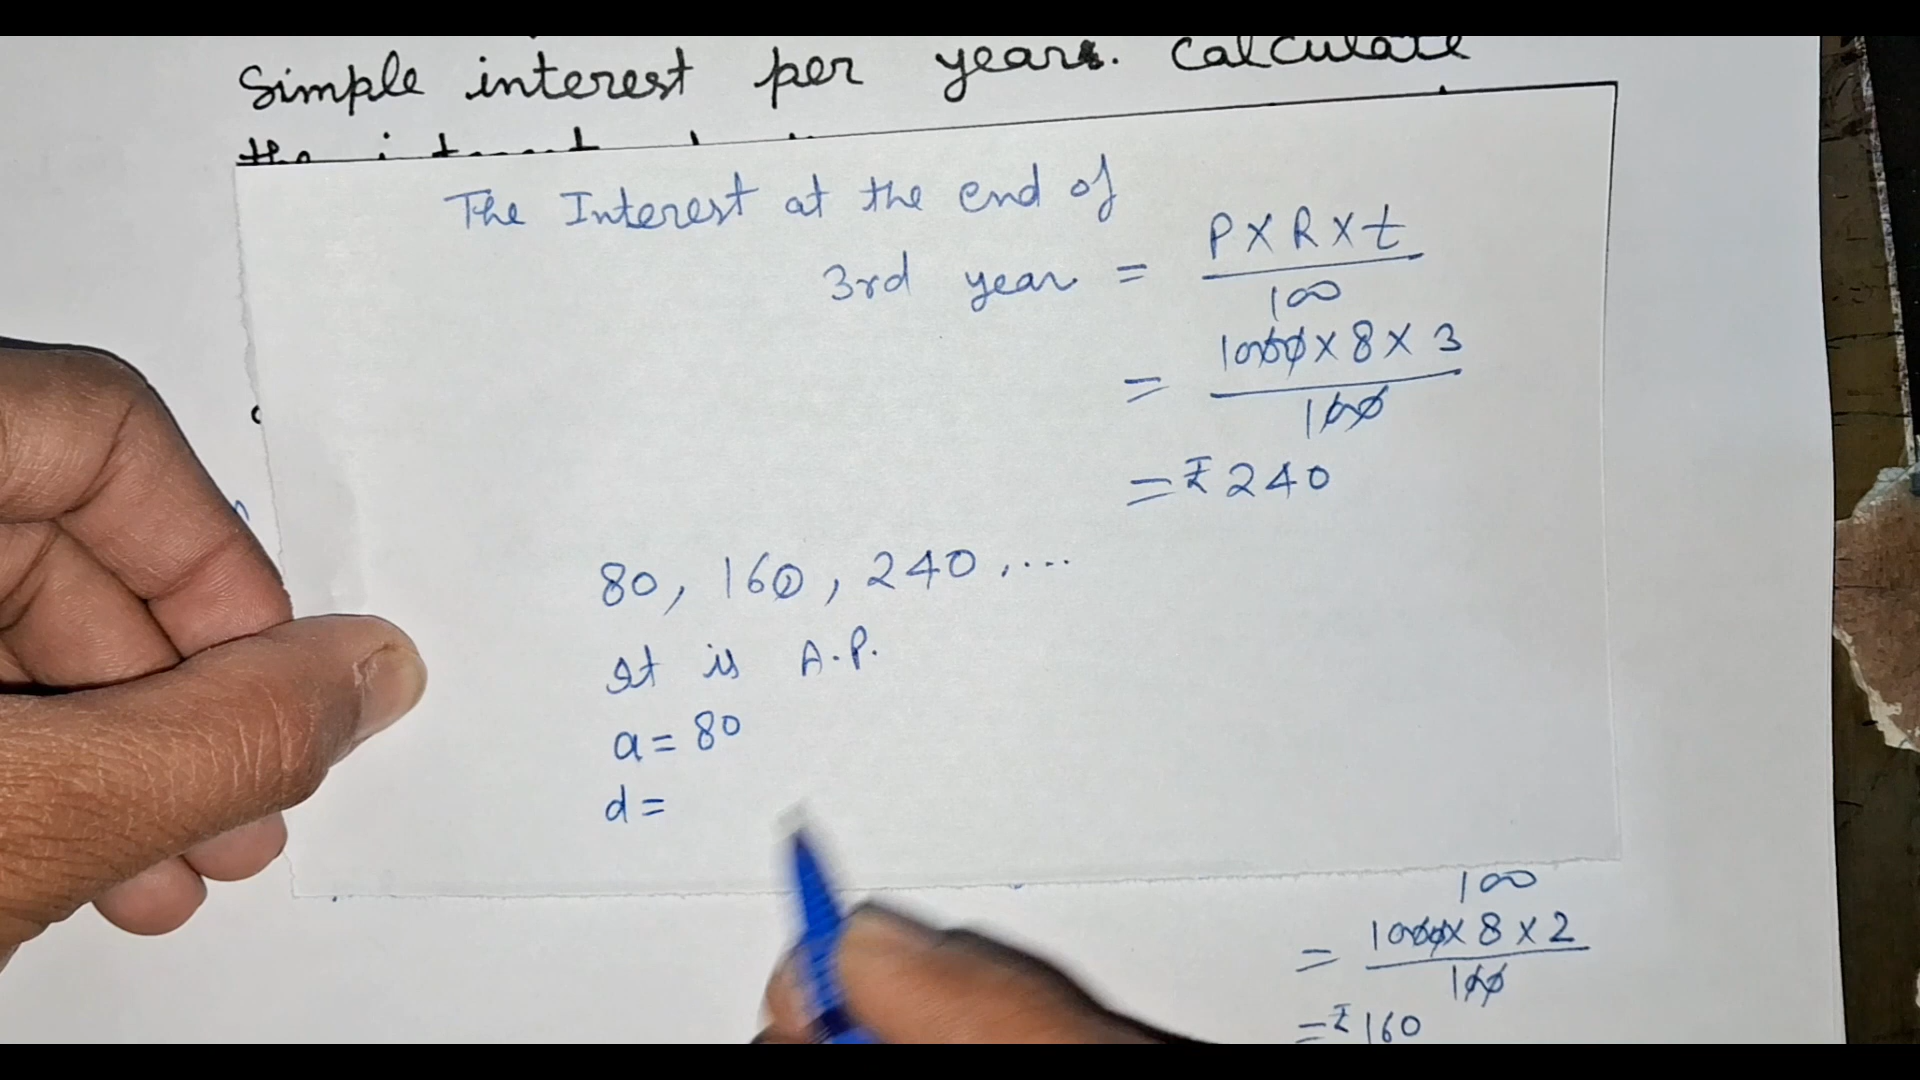 Simple interest per year. Calculate
The Interest at the end of
3rd year = P×R×t
100
= 1000×8×3
100
= ₹240
80, 160, 240, ....
It is A.P.
a = 80
d =
100
= 1000×8×2
100
= ₹160